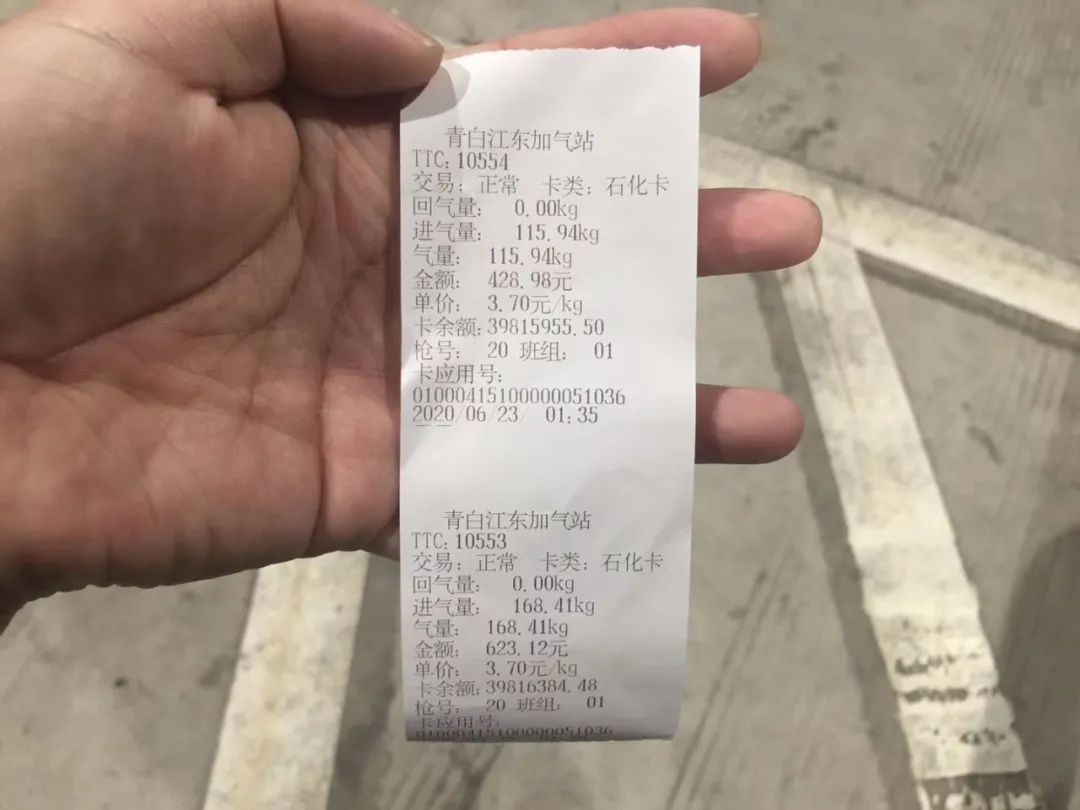 青白江东加气站
TTC:10554
交易：正常 卡类：石化卡
回气量： 0.00kg
进气量： 115.94kg
气量： 115.94kg
金额： 428.98元
单价： 3.70元/kg
卡余额:39815955.50
枪号： 20 班组： 01
卡应用号：
01000415100000051036
2020/06/23/ 01:35
青白江东加气站
TTC:10553
交易：正常 卡类：石化卡
回气量： 0.00kg
进气量： 168.41kg
气量： 168.41kg
金额： 623.12元
单价： 3.70元/kg
卡余额:39816384.48
枪号： 20 班组： 01
卡应用号：
01000415100000051036